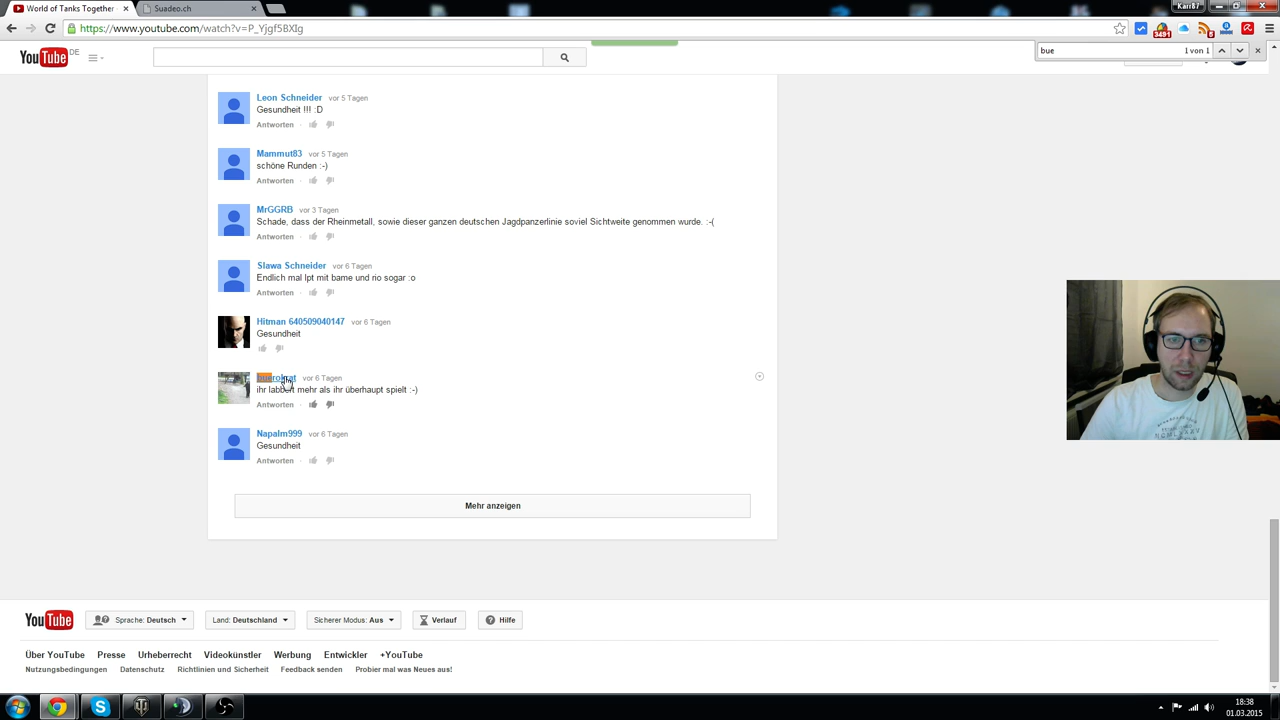 World of Tanks Together -
Suadeo.ch
Karr87
https://www.youtube.com/watch?v=P_Yjgf5BXIg
3491
5
YouTube DE
bue
1 von 1
Leon Schneider vor 5 Tagen
Gesundheit !!! :D
Antworten
Mammut83 vor 5 Tagen
schöne Runden :-)
Antworten
MrGGRB vor 3 Tagen
Schade, dass der Rheinmetall, sowie dieser ganzen deutschen Jagdpanzerlinie soviel Sichtweite genommen wurde. :-(
Antworten
Slawa Schneider vor 6 Tagen
Endlich mal lpt mit bame und rio sogar :o
Antworten
Hitman 640509040147 vor 6 Tagen
Gesundheit
vor 6 Tagen
ihr labbert mehr als ihr überhaupt spielt :-)
Antworten
Napalm999 vor 6 Tagen
Gesundheit
Antworten
Mehr anzeigen
YouTube
Sprache: Deutsch
Land: Deutschland
Sicherer Modus: Aus
Verlauf
Hilfe
Über YouTube Presse Urheberrecht Videokünstler Werbung Entwickler +YouTube
Nutzungsbedingungen Datenschutz Richtlinien und Sicherheit Feedback senden Probier mal was Neues aus!
18:38
01.03.2015